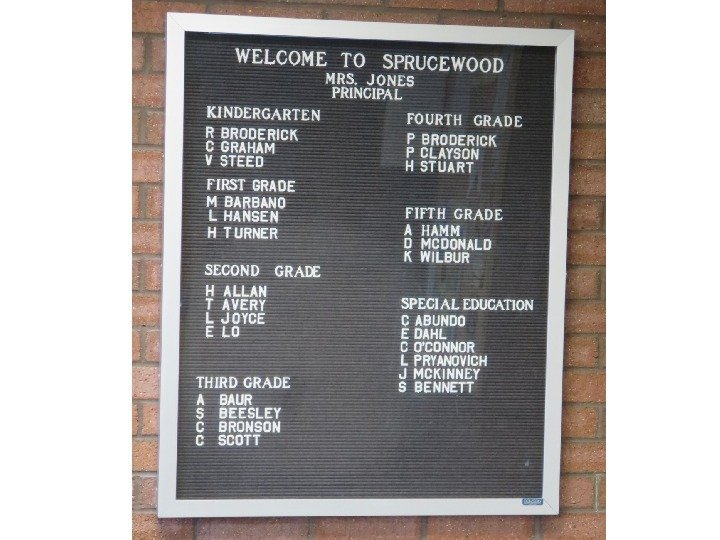 WELCOME TO SPRUCEWOOD
MRS. JONES
PRINCIPAL
KINDERGARTEN
R BRODERICK
C GRAHAM
V STEED
FIRST GRADE
M BARBANO
L HANSEN
H TURNER
SECOND GRADE
H ALLAN
T AVERY
L JOYCE
E LO
THIRD GRADE
A BAUR
S BEESLEY
C BRONSON
C SCOTT
FOURTH GRADE
P BRODERICK
P CLAYSON
H STUART
FIFTH GRADE
A HAMM
D MCDONALD
K WILBUR
SPECIAL EDUCATION
C ABUNDO
E DAHL
C O'CONNOR
L PRYANOVICH
J MCKINNEY
S BENNETT